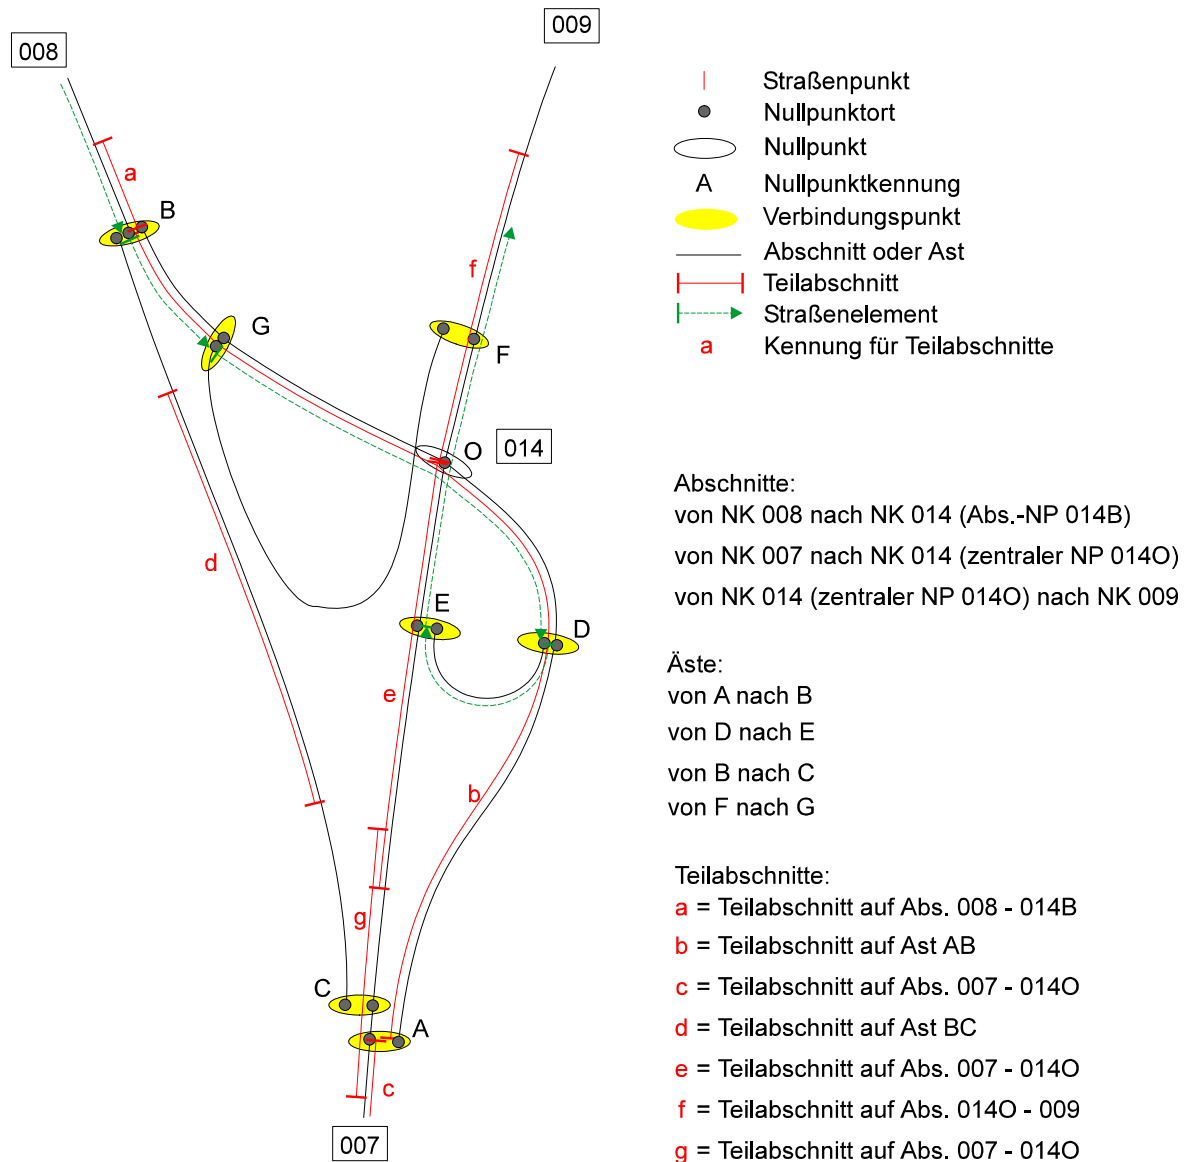 008
009
a
B
G
f
F
O
014
d
E
D
e
b
g
C
A
c
007
Straßenpunkt
Nullpunktort
Nullpunkt
A Nullpunktkennung
Verbindungspunkt
Abschnitt oder Ast
Teilabschnitt
Straßenelement
a Kennung für Teilabschnitte
Abschnitte:
von NK 008 nach NK 014 (Abs.-NP 014B)
von NK 007 nach NK 014 (zentraler NP 014O)
von NK 014 (zentraler NP 014O) nach NK 009
Äste:
von A nach B
von D nach E
von B nach C
von F nach G
Teilabschnitte:
a = Teilabschnitt auf Abs. 008 - 014B
b = Teilabschnitt auf Ast AB
c = Teilabschnitt auf Abs. 007 - 014O
d = Teilabschnitt auf Ast BC
e = Teilabschnitt auf Abs. 007 - 014O
f = Teilabschnitt auf Abs. 014O - 009
g = Teilabschnitt auf Abs. 007 - 014O